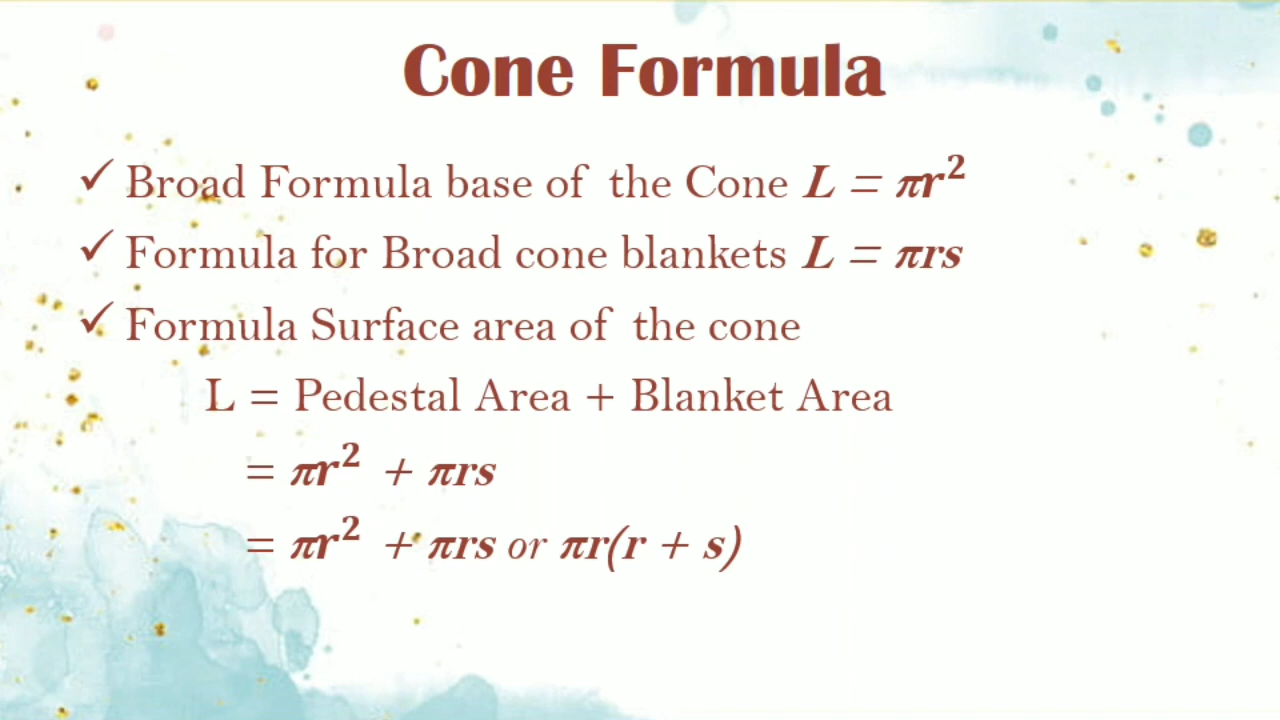 Cone Formula
✓ Broad Formula base of the Cone L = πr²
✓ Formula for Broad cone blankets L = πrs
✓ Formula Surface area of the cone
L = Pedestal Area + Blanket Area
= πr² + πrs
= πr² + πrs or πr(r + s)